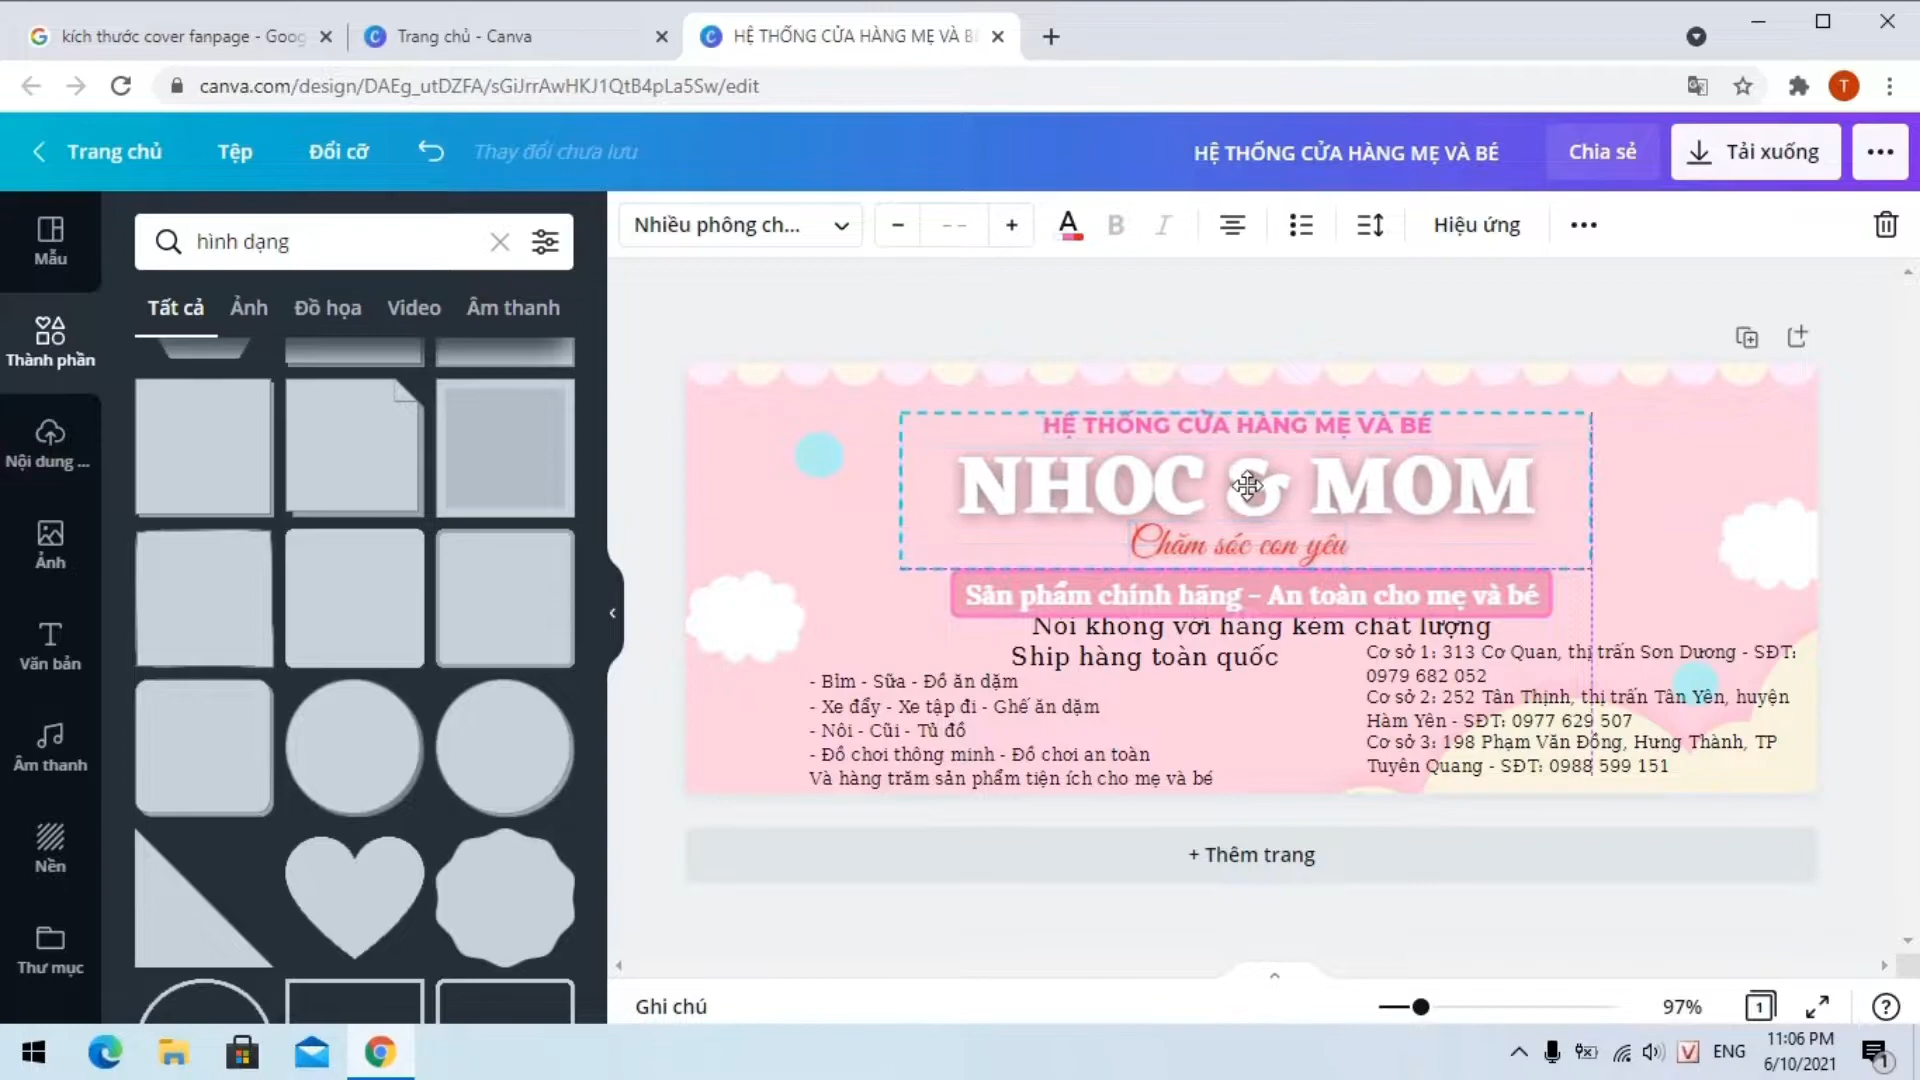 kích thước cover fanpage - Goog
Trang chủ - Canva
HỆ THỐNG CỬA HÀNG MẸ VÀ B
canva.com/design/DAEg_utDZFA/sGiJrrAwHKJ1QtB4pLa5Sw/edit
T
Trang chủ
Tệp
Đổi cỡ
Thay đổi chưa lưu
HỆ THỐNG CỬA HÀNG MẸ VÀ BÉ
Chia sẻ
Tải xuống
Mẫu
Thành phần
Nội dung ...
Ảnh
Văn bản
Âm thanh
Nền
Thư mục
hình dạng
Tất cả
Ảnh
Đồ họa
Video
Âm thanh
Nhiều phông ch...
- -
A
B
I
Hiệu ứng
HỆ THỐNG CỬA HÀNG MẸ VÀ BÉ
NHOC & MOM
Chăm sóc con yêu
Sản phẩm chính hãng - An toàn cho mẹ và bé
Nói không với hàng kém chất lượng
Ship hàng toàn quốc
- Bỉm - Sữa - Đồ ăn dặm
- Xe đẩy - Xe tập đi - Ghế ăn dặm
- Nôi - Cũi - Tủ đồ
- Đồ chơi thông minh - Đồ chơi an toàn
Và hàng trăm sản phẩm tiện ích cho mẹ và bé
Cơ sở 1: 313 Cơ Quan, thị trấn Sơn Dương - SĐT:
0979 682 052
Cơ sở 2: 252 Tân Thịnh, thị trấn Tân Yên, huyện
Hàm Yên - SĐT: 0977 629 507
Cơ sở 3: 198 Phạm Văn Đồng, Hưng Thành, TP
Tuyên Quang - SĐT: 0988 599 151
+ Thêm trang
Ghi chú
97%
1
ENG
11:06 PM
6/10/2021
1